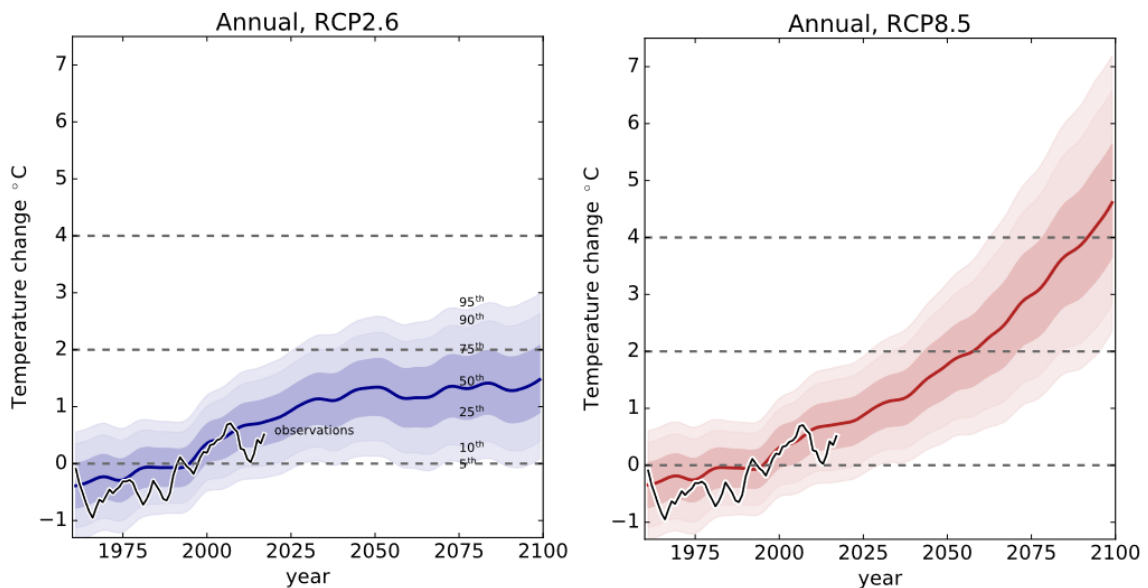 Annual, RCP2.6
Temperature change °C
7
6
5
4
3
2
1
0
−1
95th
90th
75th
50th
25th
10th
5th
observations
1975
2000
2025
2050
2075
2100
year
Annual, RCP8.5
Temperature change °C
7
6
5
4
3
2
1
0
−1
1975
2000
2025
2050
2075
2100
year